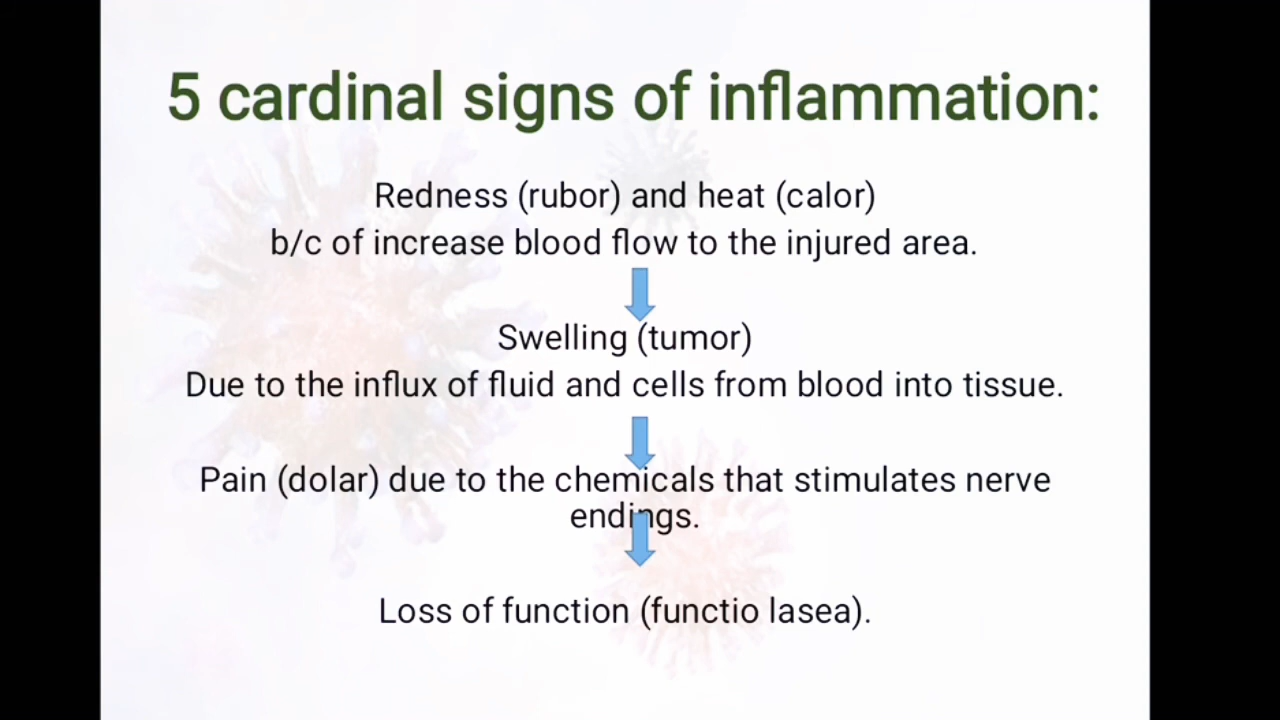 5 cardinal signs of inflammation:
Redness (rubor) and heat (calor)
b/c of increase blood flow to the injured area.
Swelling (tumor)
Due to the influx of fluid and cells from blood into tissue.
Pain (dolar) due to the chemicals that stimulates nerve
endings.
Loss of function (functio lasea).